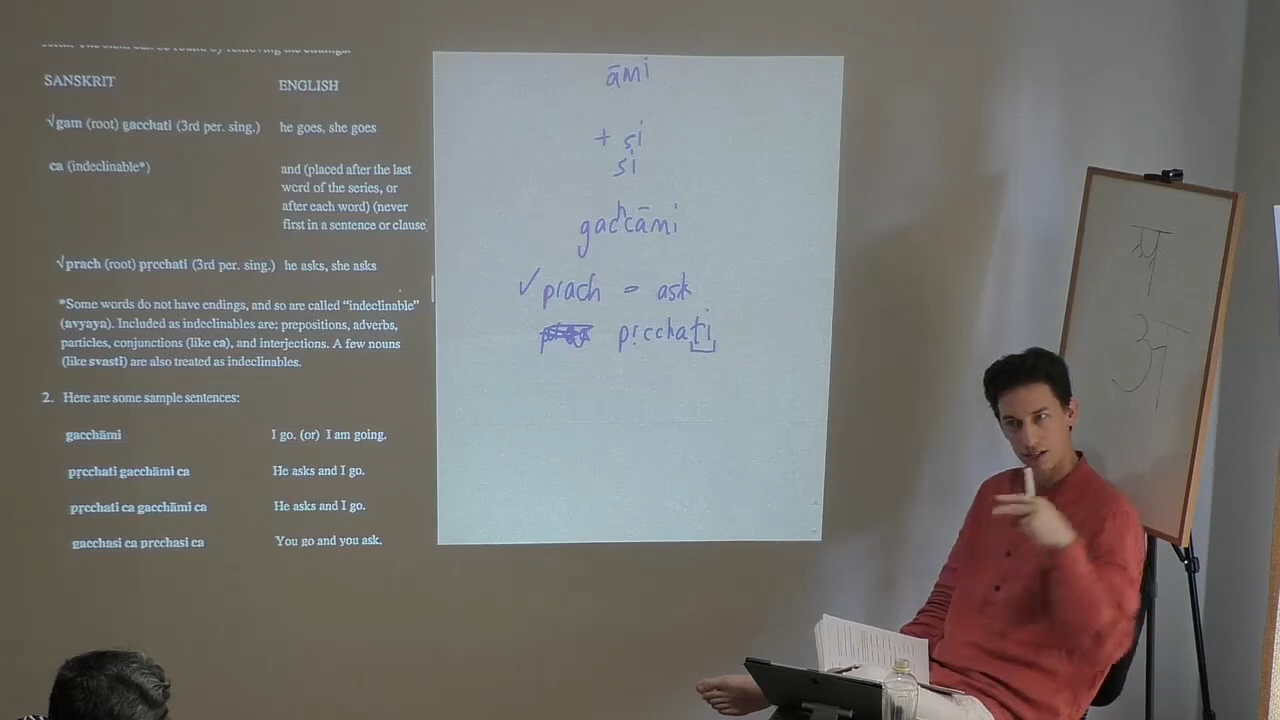 SANSKRIT ENGLISH
√gam (root) gacchati (3rd per. sing.) he goes, she goes
ca (indeclinable*) and (placed after the last
word of the series, or
after each word) (never
first in a sentence or clause
√prach (root) pṛcchati (3rd per. sing.) he asks, she asks
*Some words do not have endings, and so are called “indeclinable”
(avyaya). Included as indeclinables are: prepositions, adverbs,
particles, conjunctions (like ca), and interjections. A few nouns
(like svasti) are also treated as indeclinables.
2. Here are some sample sentences:
gacchāmi I go. (or) I am going.
pṛcchati gacchāmi ca He asks and I go.
pṛcchati ca gacchāmi ca He asks and I go.
gacchasi ca pṛcchasi ca You go and you ask.
āmi
+ ṣi
si
gacchāmi
√ prach = ask
pṛcchati
अ